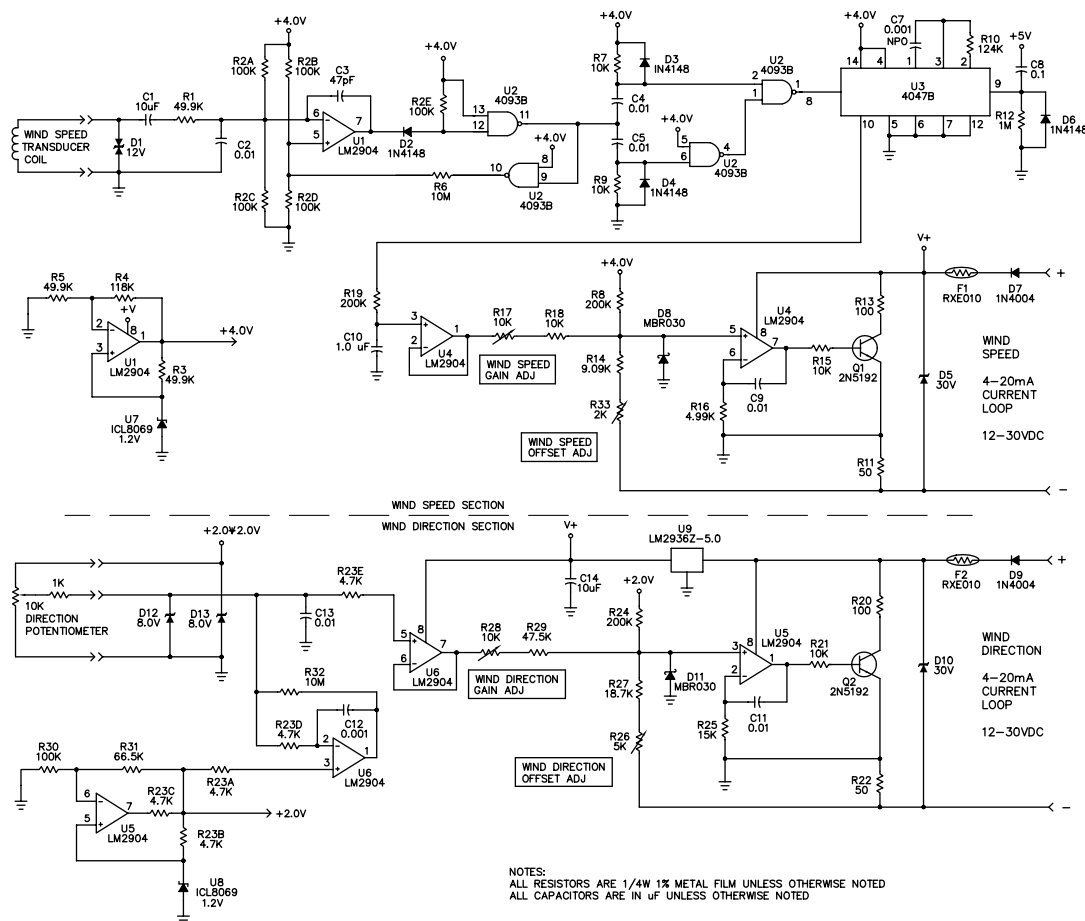 WIND SPEED
TRANSDUCER
COIL
D1
12V
C1
10uF
R1
49.9K
C2
0.01
+4.0V
R2A
100K
R2B
100K
R2C
100K
R2D
100K
C3
47pF
6
5
7
U1
LM2904
D2
1N4148
+4.0V
R2E
100K
13
12
U2
4093B
11
+4.0V
8
9
10
U2
4093B
R6
10M
+4.0V
R7
10K
D3
IN4148
C4
0.01
C5
0.01
R9
10K
D4
1N4148
+4.0V
5
6
4
U2
4093B
2
1
U2
4093B
1
8
+4.0V
C7
0.001
NPO
R10
124K
14
4
1
3
2
U3
4047B
9
10
5
6
7
12
+5V
C8
0.1
R12
1M
D6
1N4148
R5
49.9K
R4
118K
+V
2
3
8
1
U1
LM2904
+4.0V
R3
49.9K
U7
ICL8069
1.2V
R19
200K
C10
1.0 uF
3
2
1
U4
LM2904
R17
10K
R18
10K
WIND SPEED
GAIN ADJ
+4.0V
R8
200K
R14
9.09K
R33
2K
WIND SPEED
OFFSET ADJ
D8
MBR030
U4
LM2904
5
6
8
7
C9
0.01
R16
4.99K
R15
10K
R13
100
Q1
2N5192
R11
50
V+
F1
RXE010
D7
1N4004
+
D5
30V
WIND
SPEED
4-20mA
CURRENT
LOOP
12-30VDC
-
WIND SPEED SECTION
WIND DIRECTION SECTION
+2.0¥2.0V
1K
10K
DIRECTION
POTENTIOMETER
D12
8.0V
D13
8.0V
C13
0.01
R23E
4.7K
R32
10M
R23D
4.7K
C12
0.001
2
3
1
U6
LM2904
5
6
8
7
U6
LM2904
R28
10K
R29
47.5K
WIND DIRECTION
GAIN ADJ
V+
C14
10uF
U9
LM2936Z-5.0
+2.0V
R24
200K
R27
18.7K
R26
5K
WIND DIRECTION
OFFSET ADJ
D11
MBR030
U5
LM2904
3
2
8
1
C11
0.01
R25
15K
R21
10K
R20
100
Q2
2N5192
R22
50
F2
RXE010
D9
1N4004
+
D10
30V
WIND
DIRECTION
4-20mA
CURRENT
LOOP
12-30VDC
-
R30
100K
R31
66.5K
R23A
4.7K
6
5
7
U5
LM2904
R23C
4.7K
+2.0V
R23B
4.7K
U8
ICL8069
1.2V
NOTES:
ALL RESISTORS ARE 1/4W 1% METAL FILM UNLESS OTHERWISE NOTED
ALL CAPACITORS ARE IN uF UNLESS OTHERWISE NOTED